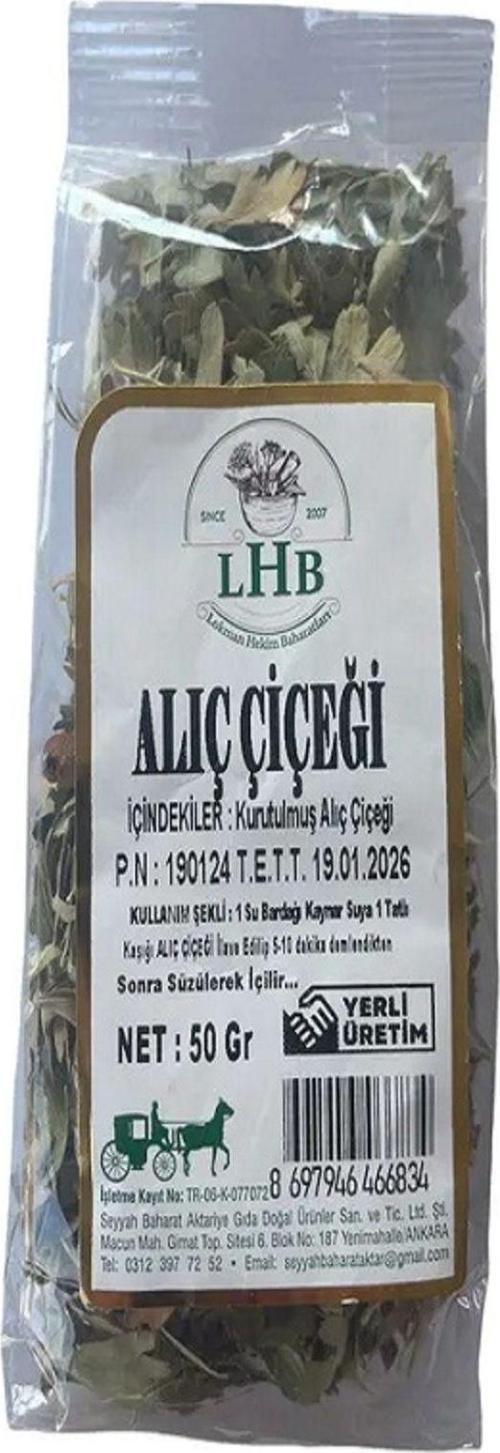 SINCE 2007
LHB
Lokman Hekim Baharatları
ALIÇ ÇİÇEĞİ
İÇİNDEKİLER : Kurutulmuş Alıç Çiçeği
P.N : 190124 T.E.T.T. 19.01.2026
KULLANIM ŞEKLİ : 1 Su Bardağı Kaynar Suya 1 Tatlı
Kaşığı ALIÇ ÇİÇEĞİ İlave Edilip 5-10 dakika demlendikten
Sonra Süzülerek İçilir...
NET : 50 Gr
YERLİ
ÜRETİM
8 697946 466834
İşletme Kayıt No: TR-06-K-077072
Seyyah Baharat Aktariye Gıda Doğal Ürünler San. ve Tic. Ltd. Şti.
Macun Mah. Gimat Top. Sitesi 6. Blok No: 187 Yenimahalle/ANKARA
Tel: 0312 397 72 52 • Email: seyyahbaharataktar@gmail.com